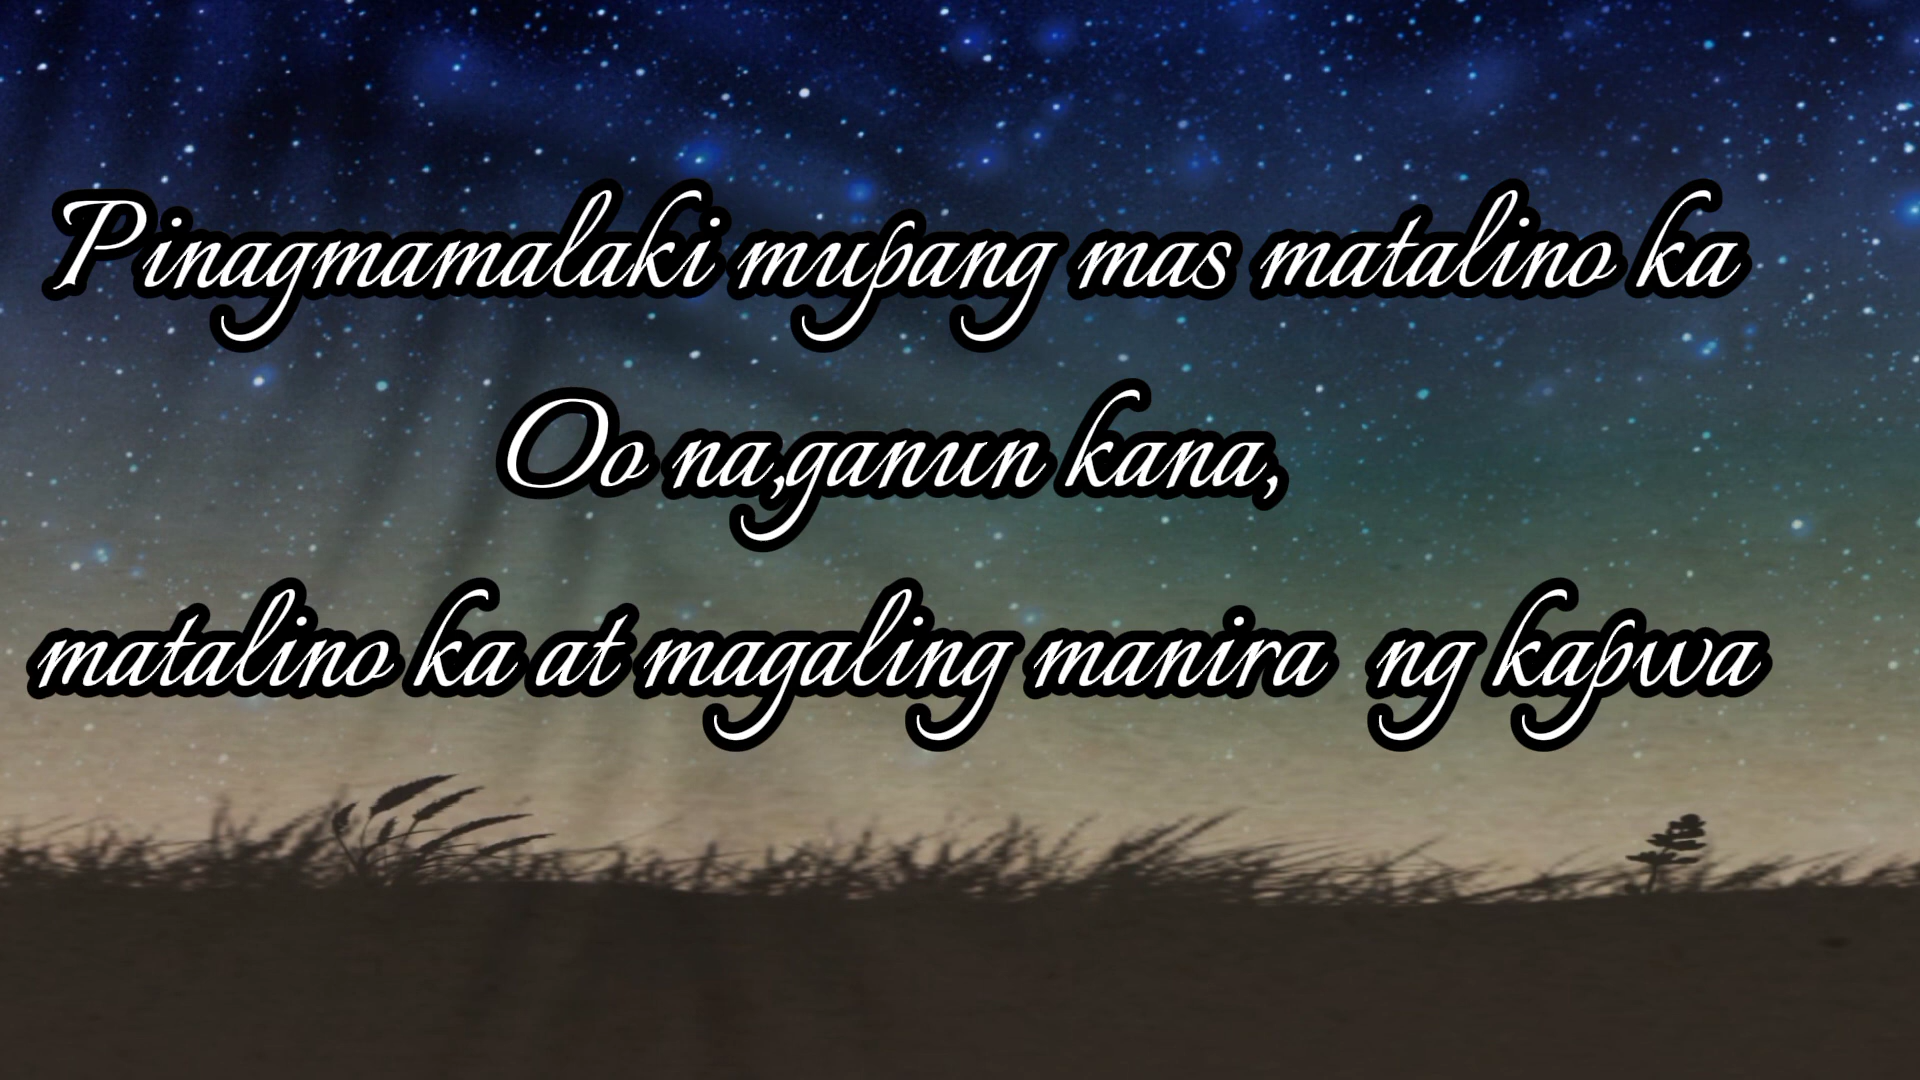 Pinagmamalaki mupang mas matalino ka
Oo na,ganun kana,
matalino ka at magaling manira ng kapwa